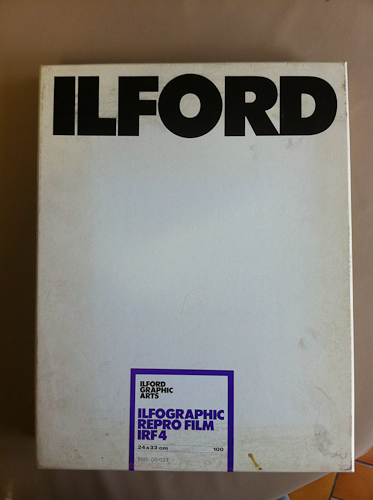 ILFORD
ILFORD
GRAPHIC
ARTS
ILFOGRAPHIC
REPRO FILM
IRF4
24x33 cm 100